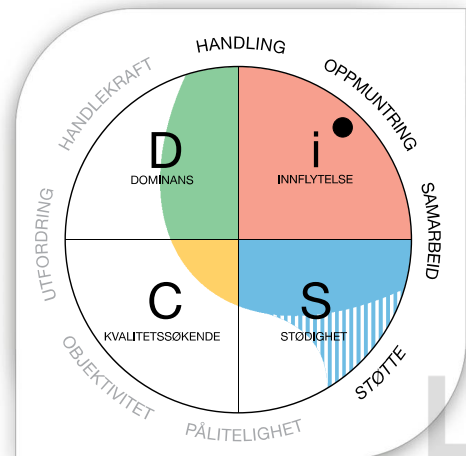 HANDLING
HANDLEKRAFT
OPPMUNTRING
D
DOMINANS
i
INNFLYTELSE
UTFORDRING
SAMARBEID
C
KVALITETSSØKENDE
S
STØDIGHET
OBJEKTIVITET
STØTTE
PÅLITELIGHET
L